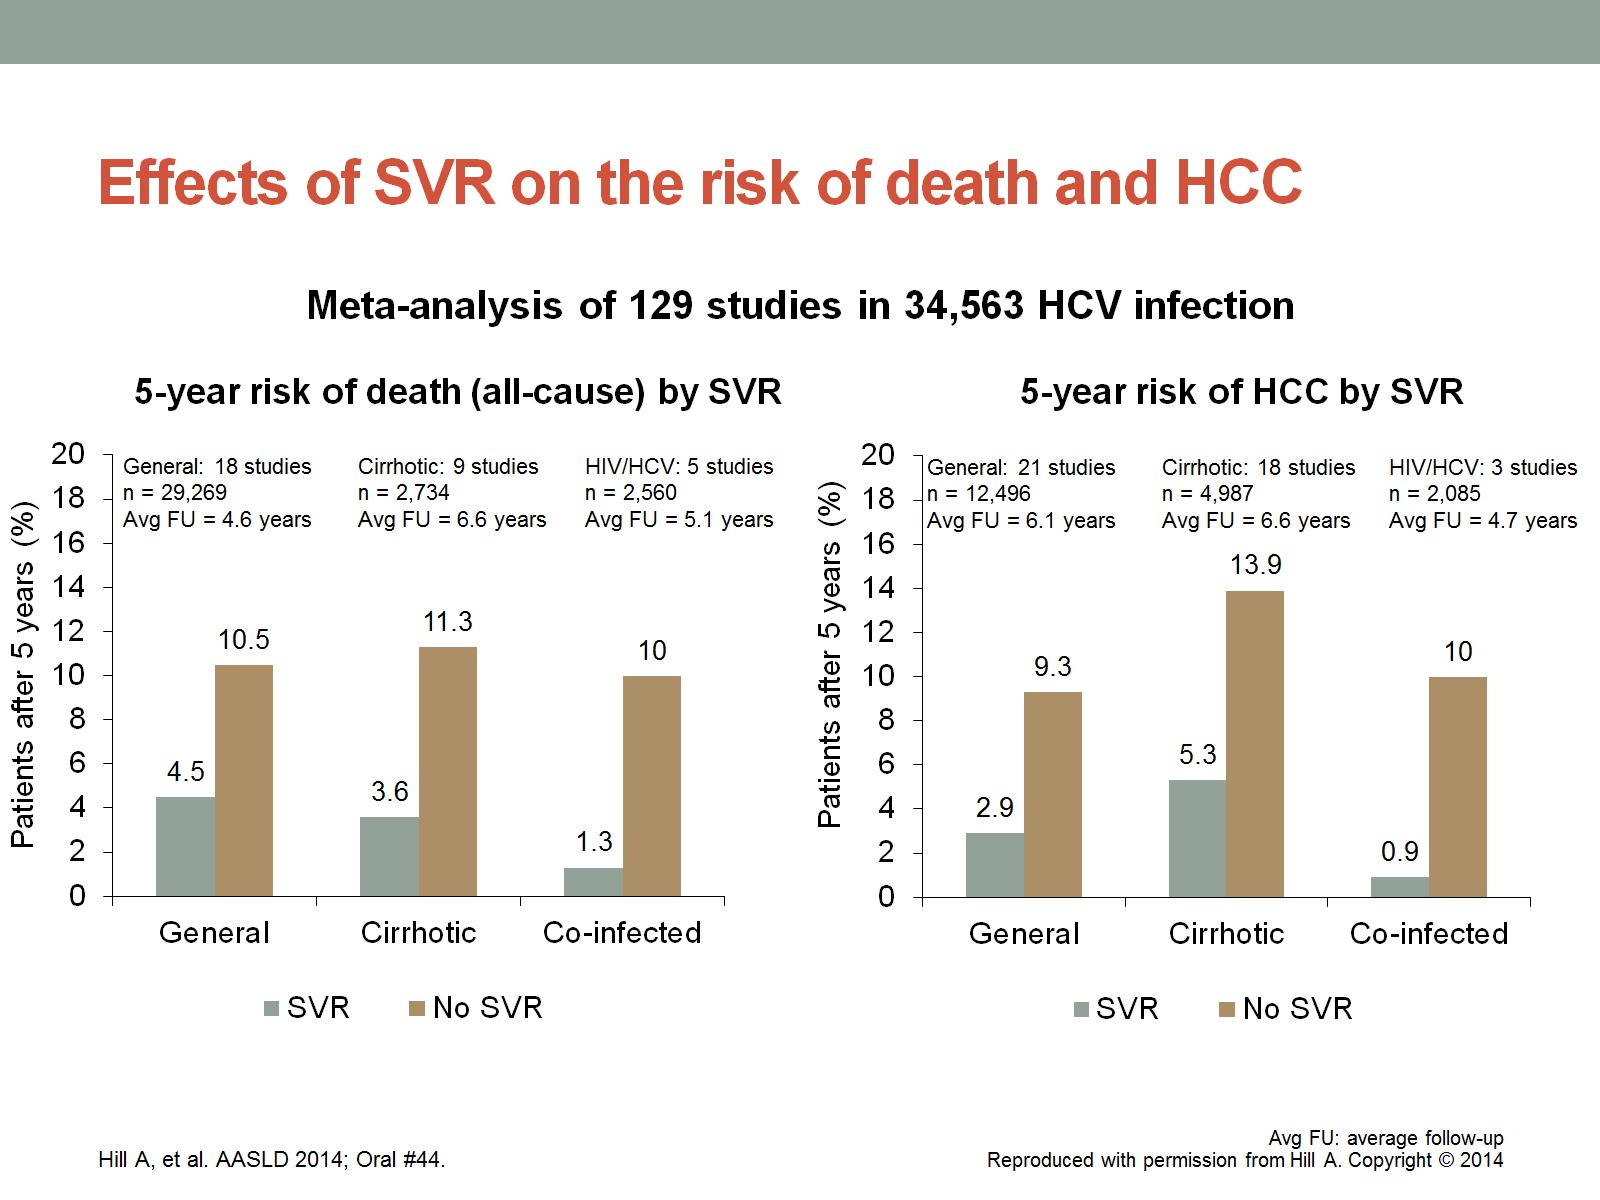 Effects of SVR on the risk of death and HCC
Meta-analysis of 129 studies in 34,563 HCV infection
5-year risk of death (all-cause) by SVR
Patients after 5 years (%)
20
18
16
14
12
10
8
6
4
2
0
General: 18 studies
n = 29,269
Avg FU = 4.6 years
Cirrhotic: 9 studies
n = 2,734
Avg FU = 6.6 years
HIV/HCV: 5 studies
n = 2,560
Avg FU = 5.1 years
4.5
10.5
3.6
11.3
1.3
10
General
Cirrhotic
Co-infected
SVR
No SVR
5-year risk of HCC by SVR
Patients after 5 years (%)
20
18
16
14
12
10
8
6
4
2
0
General: 21 studies
n = 12,496
Avg FU = 6.1 years
Cirrhotic: 18 studies
n = 4,987
Avg FU = 6.6 years
HIV/HCV: 3 studies
n = 2,085
Avg FU = 4.7 years
2.9
9.3
5.3
13.9
0.9
10
General
Cirrhotic
Co-infected
SVR
No SVR
Hill A, et al. AASLD 2014; Oral #44.
Avg FU: average follow-up
Reproduced with permission from Hill A. Copyright © 2014